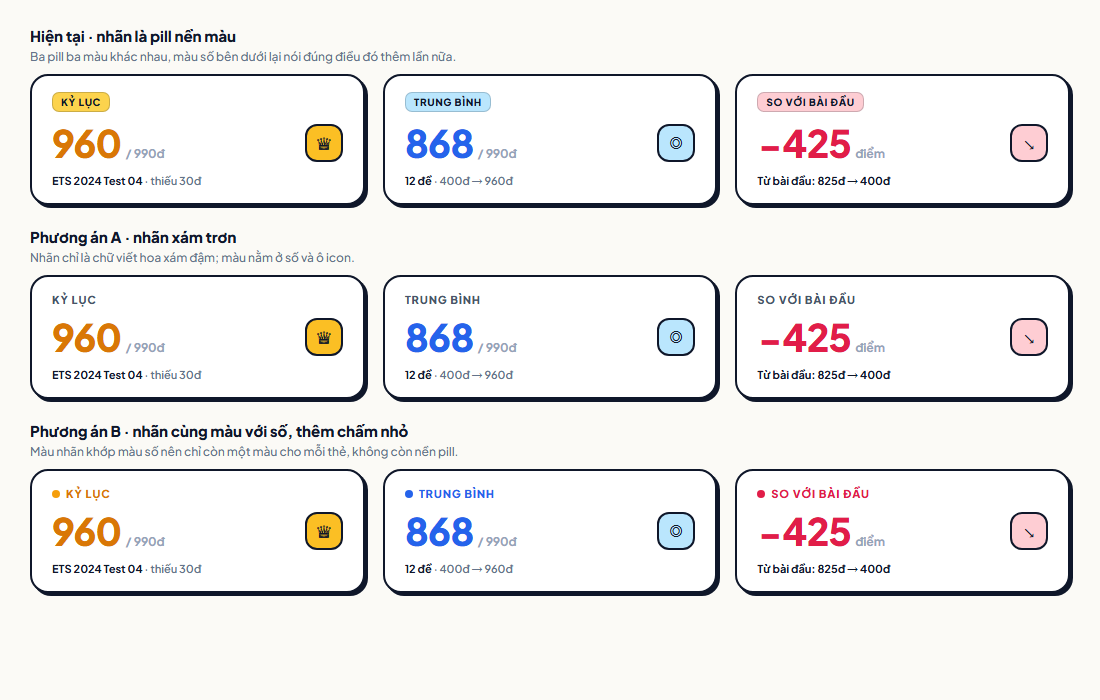 Hiện tại · nhãn là pill nền màu
Ba pill ba màu khác nhau, màu số bên dưới lại nói đúng điều đó thêm lần nữa.
KỶ LỤC
960 / 990đ
ETS 2024 Test 04 · thiếu 30đ
TRUNG BÌNH
868 / 990đ
12 đề · 400đ → 960đ
SO VỚI BÀI ĐẦU
−425 điểm
Từ bài đầu: 825đ → 400đ
Phương án A · nhãn xám trơn
Nhãn chỉ là chữ viết hoa xám đậm; màu nằm ở số và ô icon.
KỶ LỤC
960 / 990đ
ETS 2024 Test 04 · thiếu 30đ
TRUNG BÌNH
868 / 990đ
12 đề · 400đ → 960đ
SO VỚI BÀI ĐẦU
−425 điểm
Từ bài đầu: 825đ → 400đ
Phương án B · nhãn cùng màu với số, thêm chấm nhỏ
Màu nhãn khớp màu số nên chỉ còn một màu cho mỗi thẻ, không còn nền pill.
KỶ LỤC
960 / 990đ
ETS 2024 Test 04 · thiếu 30đ
TRUNG BÌNH
868 / 990đ
12 đề · 400đ → 960đ
SO VỚI BÀI ĐẦU
−425 điểm
Từ bài đầu: 825đ → 400đ